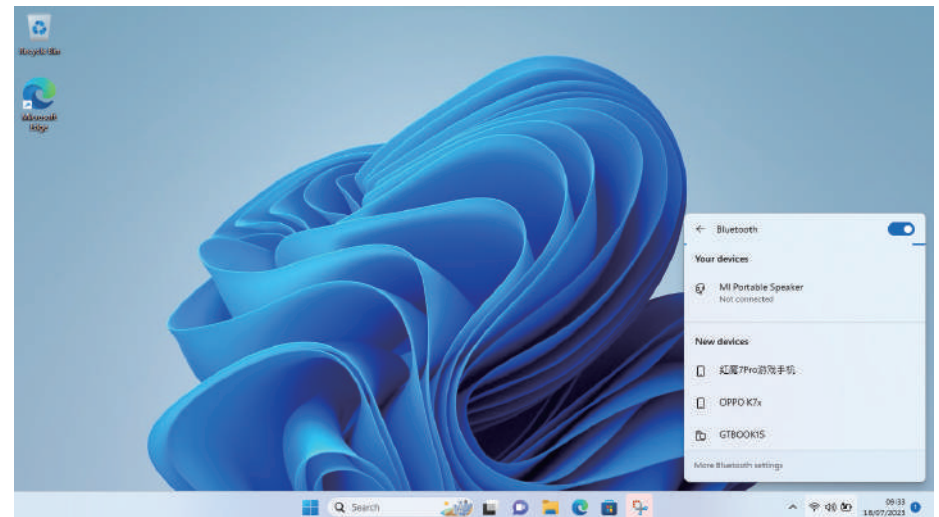 Recycle Bin
Microsoft
Edge
Bluetooth
Your devices
MI Portable Speaker
Not connected
New devices
红魔7Pro游戏手机
OPPO K7x
GTBOOK15
More Bluetooth settings
Search
09:33
18/07/2023